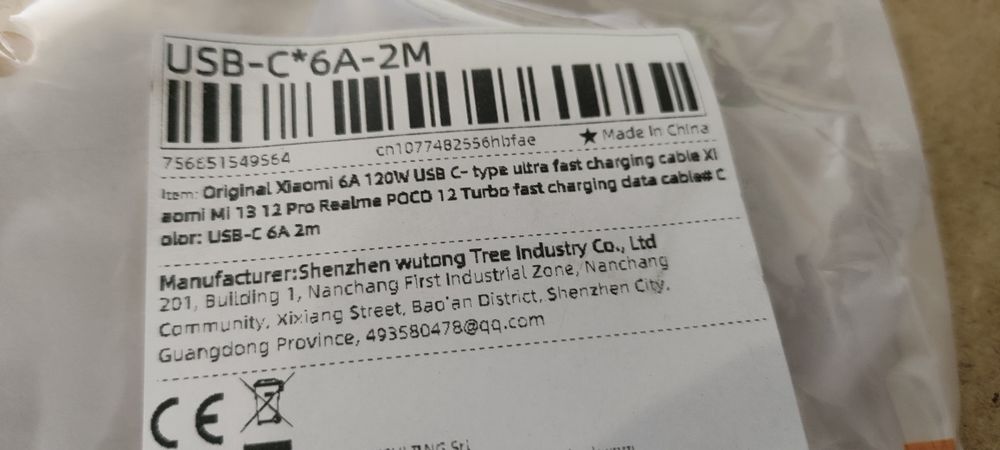 USB-C*6A-2M
756651549564
cn1077482556hbfae
★ Made In China
Item: Original Xiaomi 6A 120W USB C- type ultra fast charging cable Xi
aomi Mi 13 12 Pro Realme POCO 12 Turbo fast charging data cable# C
olor: USB-C 6A 2m
Manufacturer:Shenzhen wutong Tree Industry Co., Ltd
201, Building 1, Nanchang First Industrial Zone, Nanchang
Community, Xixiang Street, Bao'an District, Shenzhen City,
Guangdong Province, 493580478@qq.com
CE